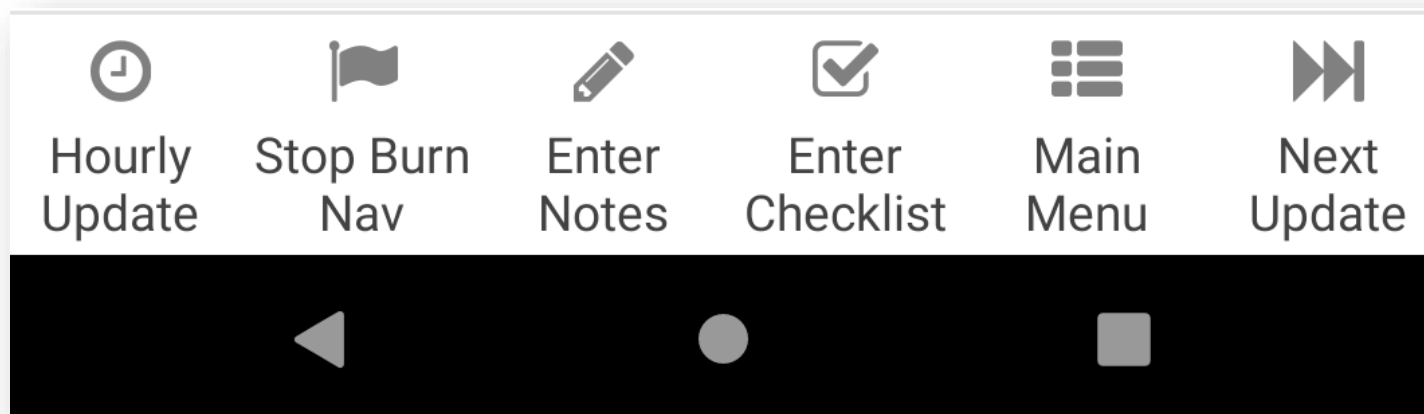 Hourly Update
Stop Burn Nav
Enter Notes
Enter Checklist
Main Menu
Next Update